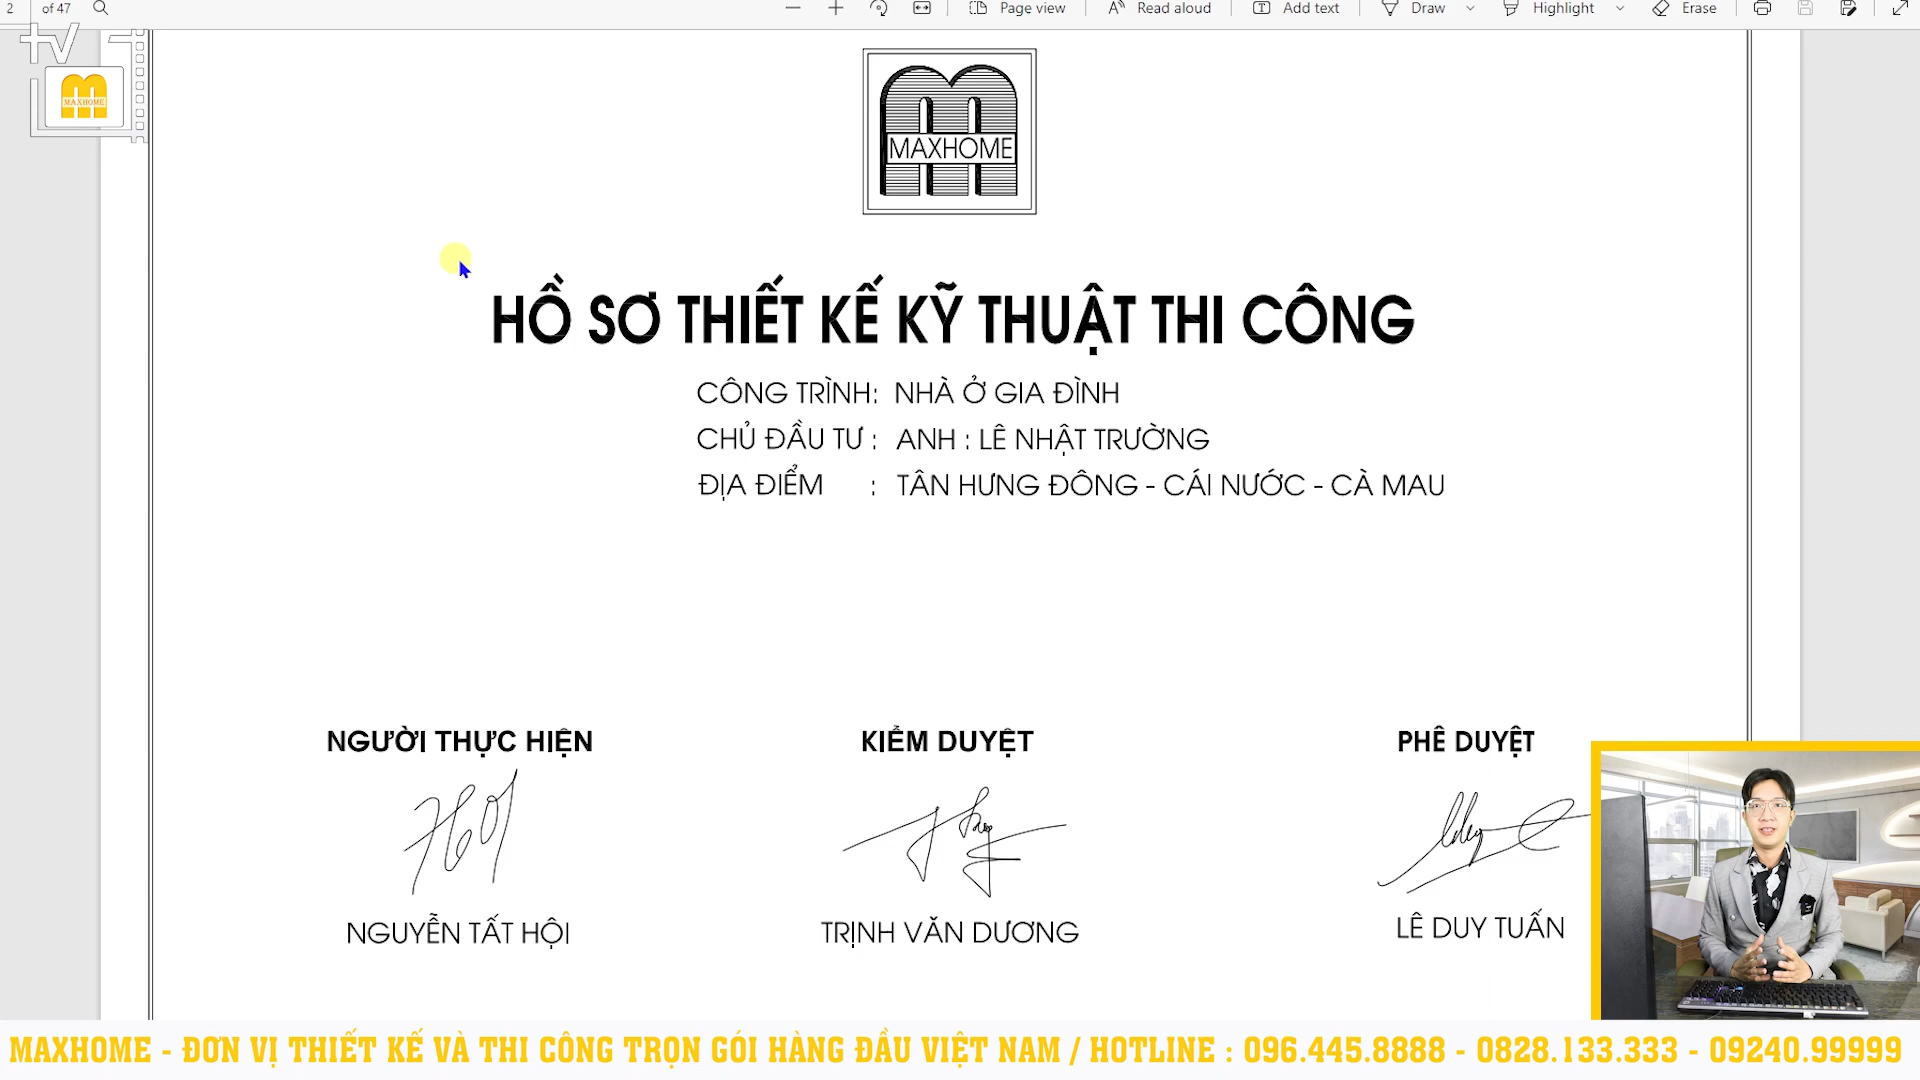 2 of 47 Page view Read aloud Add text Draw Highlight Erase
tv
MAXHOME
MAXHOME
HỒ SƠ THIẾT KẾ KỸ THUẬT THI CÔNG
CÔNG TRÌNH: NHÀ Ở GIA ĐÌNH
CHỦ ĐẦU TƯ : ANH : LÊ NHẬT TRƯỜNG
ĐỊA ĐIỂM : TÂN HƯNG ĐÔNG - CÁI NƯỚC - CÀ MAU
NGƯỜI THỰC HIỆN KIỂM DUYỆT PHÊ DUYỆT
NGUYỄN TẤT HỘI TRỊNH VĂN DƯƠNG LÊ DUY TUẤN
MAXHOME - ĐƠN VỊ THIẾT KẾ VÀ THI CÔNG TRỌN GÓI HÀNG ĐẦU VIỆT NAM / HOTLINE : 096.445.8888 - 0828.133.333 - 09240.99999